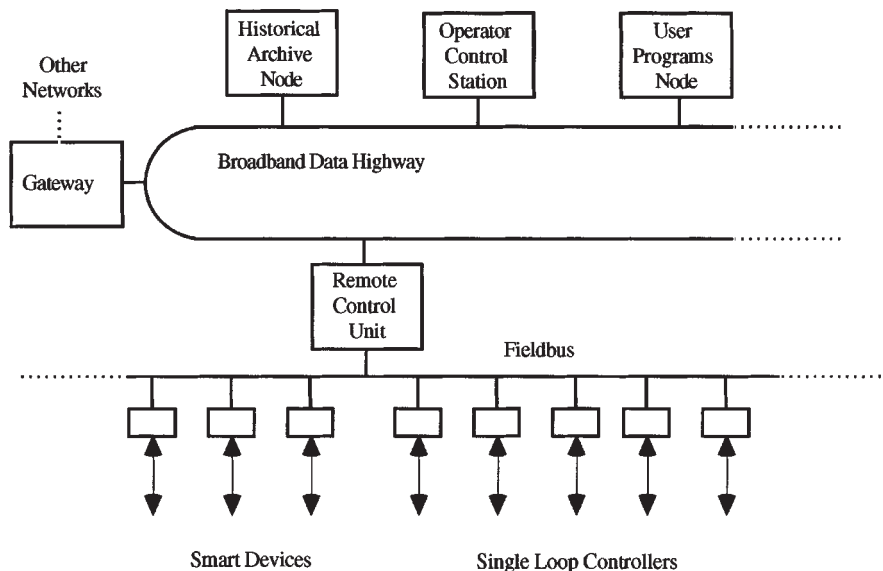 Historical
Archive
Node
Operator
Control
Station
User
Programs
Node
Other
Networks
Gateway
Broadband Data Highway
Remote
Control
Unit
Fieldbus
Smart Devices
Single Loop Controllers